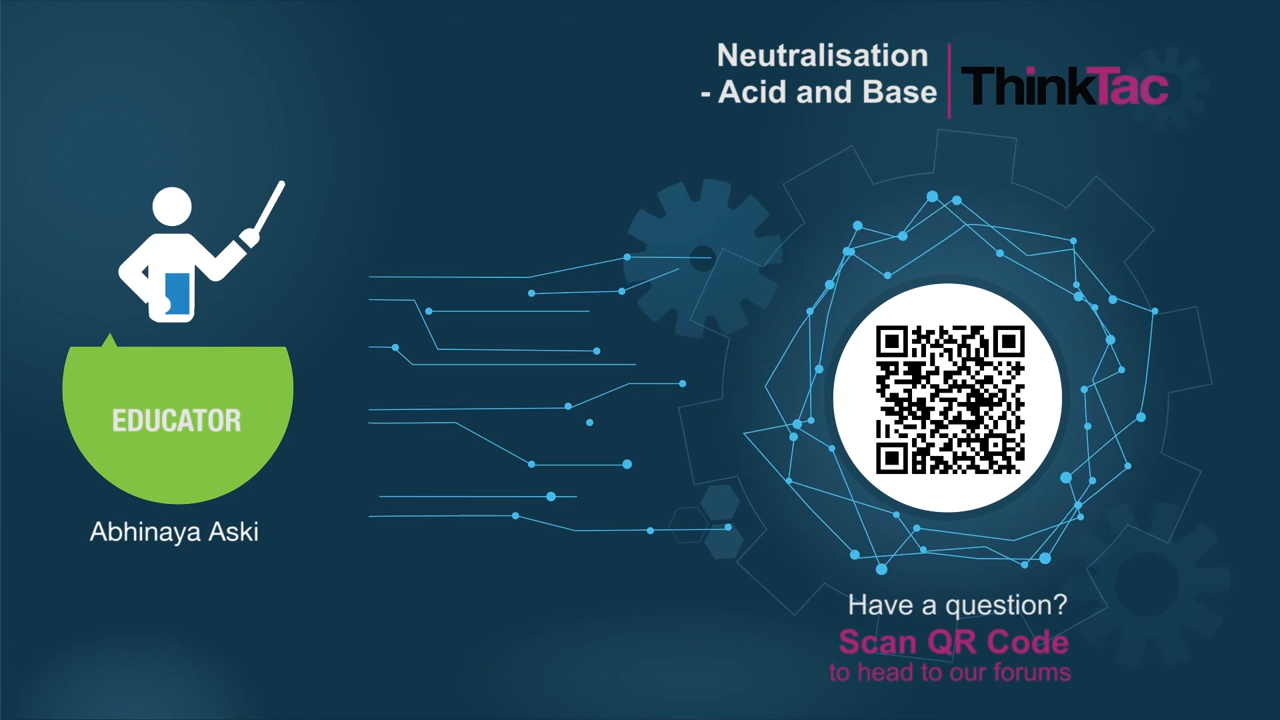 Neutralisation
- Acid and Base
ThinkTac
EDUCATOR
Abhinaya Aski
Have a question?
Scan QR Code
to head to our forums